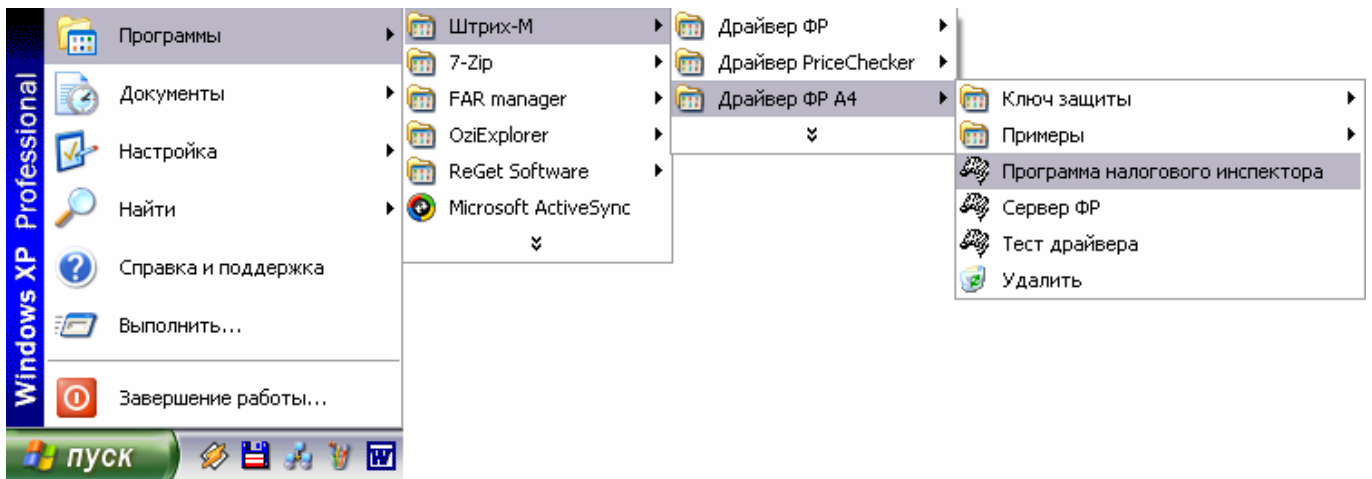 Windows XP Professional
Программы
Документы
Настройка
Найти
Справка и поддержка
Выполнить...
Завершение работы...
пуск
Штрих-М
7-Zip
FAR manager
OziExplorer
ReGet Software
Microsoft ActiveSync
Драйвер ФР
Драйвер PriceChecker
Драйвер ФР А4
Ключ защиты
Примеры
Программа налогового инспектора
Сервер ФР
Тест драйвера
Удалить